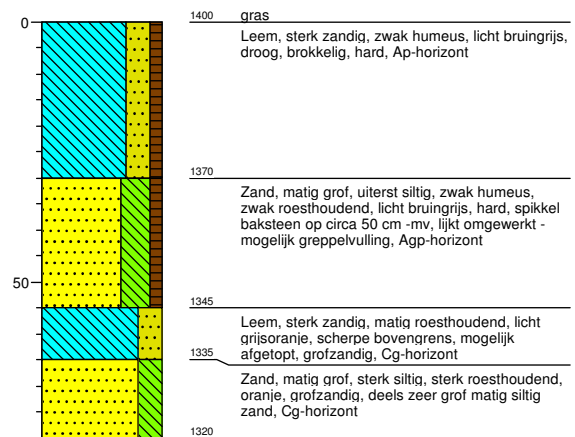 0
1400 gras
Leem, sterk zandig, zwak humeus, licht bruingrijs,
droog, brokkelig, hard, Ap-horizont
1370
Zand, matig grof, uiterst siltig, zwak humeus,
zwak roesthoudend, licht bruingrijs, hard, spikkel
baksteen op circa 50 cm -mv, lijkt omgewerkt -
mogelijk greppelvulling, Agp-horizont
50
1345
Leem, sterk zandig, matig roesthoudend, licht
grijsoranje, scherpe bovengrens, mogelijk
afgetopt, grofzandig, Cg-horizont
1335
Zand, matig grof, sterk siltig, sterk roesthoudend,
oranje, grofzandig, deels zeer grof matig siltig
zand, Cg-horizont
1320